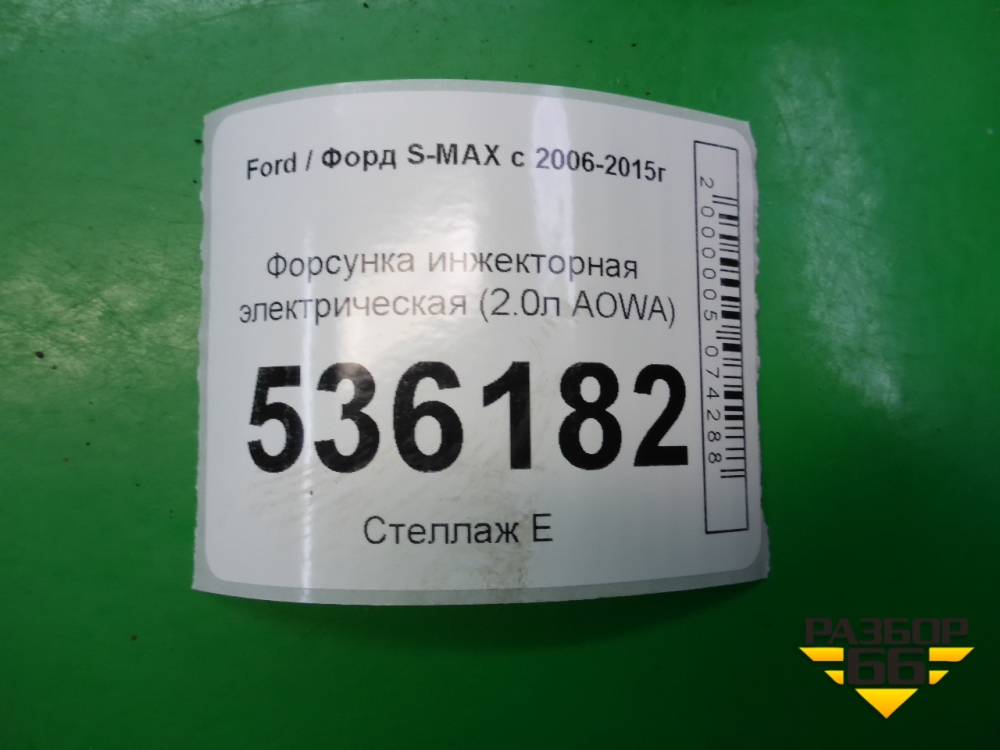 Ford / Форд S-MAX с 2006-2015г
Форсунка инжекторная
электрическая (2.0л AOWA)
536182
Стеллаж Е
2000005074288
РАЗБОР
66